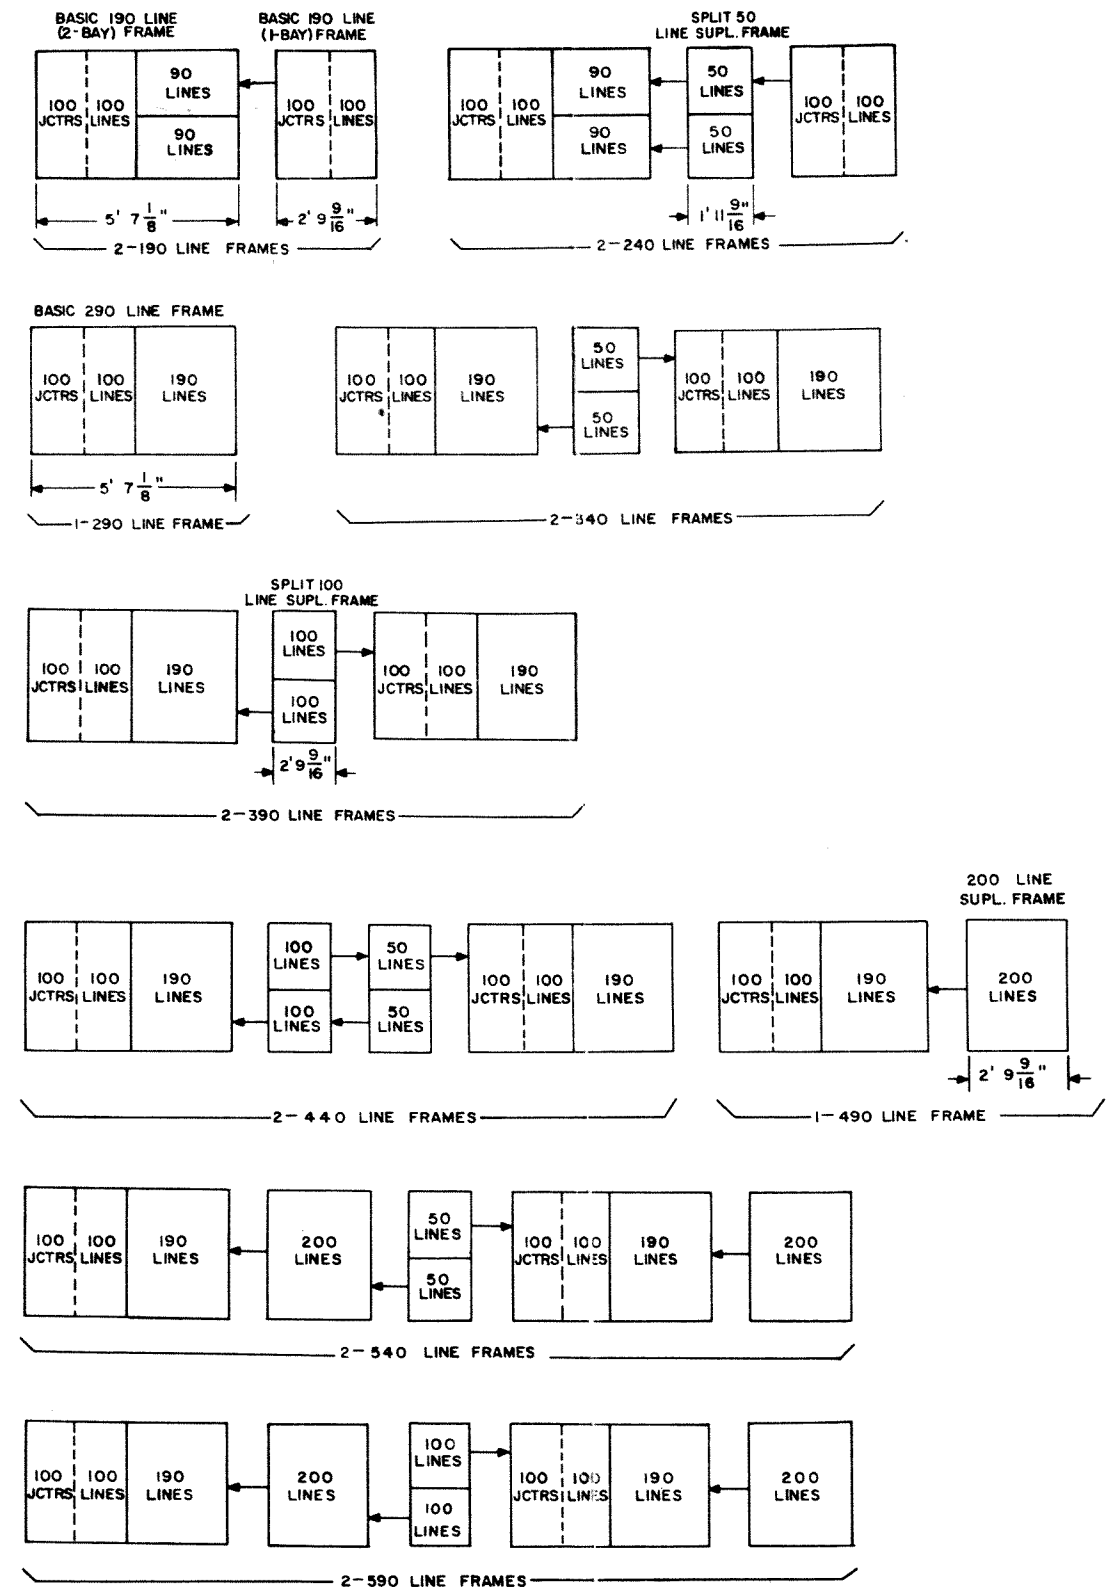 BASIC 190 LINE
(2-BAY) FRAME
BASIC 190 LINE
(1-BAY) FRAME
100
JCTRS
100
LINES
90
LINES
90
LINES
100
JCTRS
100
LINES
5' 7 1/8"
2' 9 9/16"
2-190 LINE FRAMES
SPLIT 50
LINE SUPL. FRAME
100
JCTRS
100
LINES
90
LINES
90
LINES
50
LINES
50
LINES
100
JCTRS
100
LINES
1' 11 9/16"
2-240 LINE FRAMES
BASIC 290 LINE FRAME
100
JCTRS
100
LINES
190
LINES
5' 7 1/8"
1-290 LINE FRAME
100
JCTRS
100
LINES
190
LINES
50
LINES
50
LINES
100
JCTRS
100
LINES
190
LINES
2-340 LINE FRAMES
SPLIT 100
LINE SUPL. FRAME
100
JCTRS
100
LINES
190
LINES
100
LINES
100
LINES
100
JCTRS
100
LINES
190
LINES
2' 9 9/16"
2-390 LINE FRAMES
100
JCTRS
100
LINES
190
LINES
100
LINES
100
LINES
50
LINES
50
LINES
100
JCTRS
100
LINES
190
LINES
2-440 LINE FRAMES
200 LINE
SUPL. FRAME
100
JCTRS
100
LINES
190
LINES
200
LINES
2' 9 9/16"
1-490 LINE FRAME
100
JCTRS
100
LINES
190
LINES
200
LINES
50
LINES
50
LINES
100
JCTRS
100
LINES
190
LINES
200
LINES
2-540 LINE FRAMES
100
JCTRS
100
LINES
190
LINES
200
LINES
100
LINES
100
LINES
100
JCTRS
100
LINES
190
LINES
200
LINES
2-590 LINE FRAMES